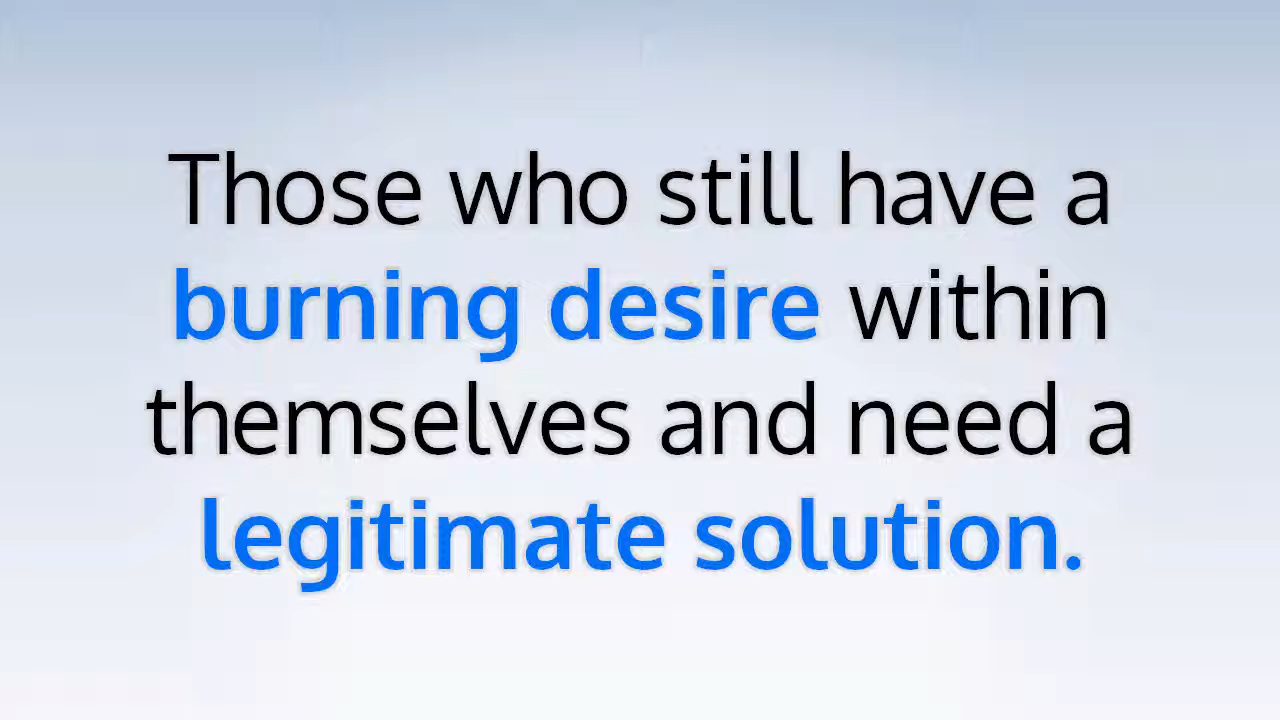 Those who still have a
burning desire within
themselves and need a
legitimate solution.